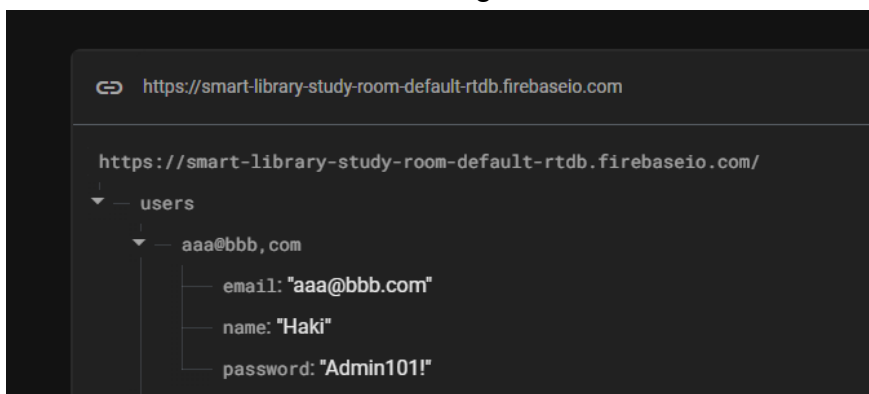 https://smart-library-study-room-default-rtdb.firebaseio.com
https://smart-library-study-room-default-rtdb.firebaseio.com/
users
aaa@bbb,com
email: "aaa@bbb.com"
name: "Haki"
password: "Admin101!"